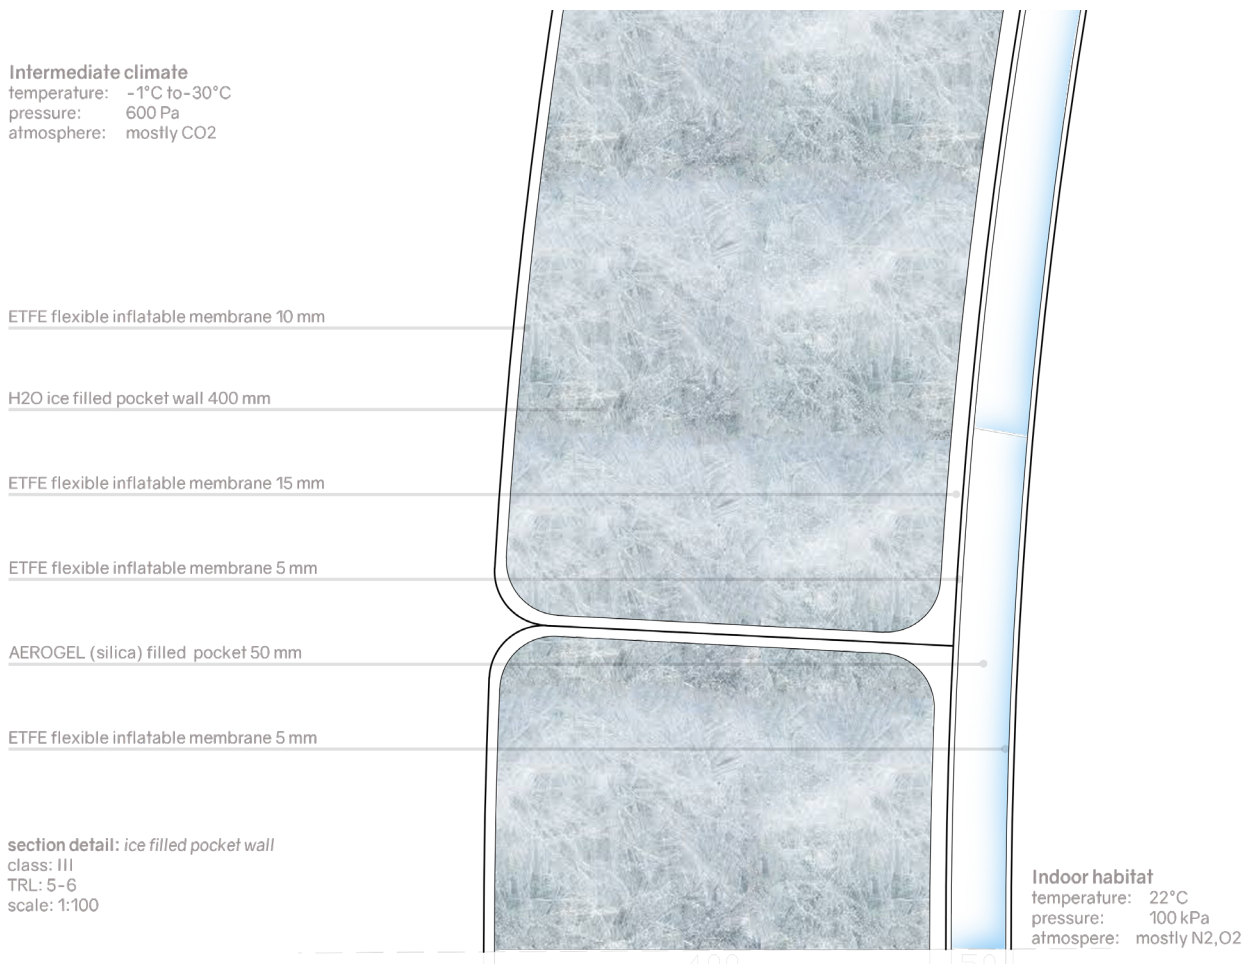 Intermediate climate
temperature: -1°C to-30°C
pressure: 600 Pa
atmosphere: mostly CO2
ETFE flexible inflatable membrane 10 mm
H2O ice filled pocket wall 400 mm
ETFE flexible inflatable membrane 15 mm
ETFE flexible inflatable membrane 5 mm
AEROGEL (silica) filled pocket 50 mm
ETFE flexible inflatable membrane 5 mm
section detail: ice filled pocket wall
class: III
TRL: 5-6
scale: 1:100
Indoor habitat
temperature: 22°C
pressure: 100 kPa
atmospere: mostly N2,O2